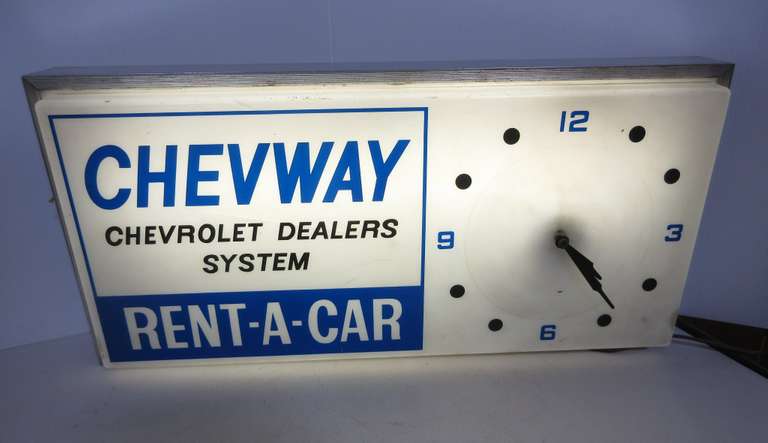 CHEVWAY
CHEVROLET DEALERS
SYSTEM
RENT-A-CAR
12
3
6
9